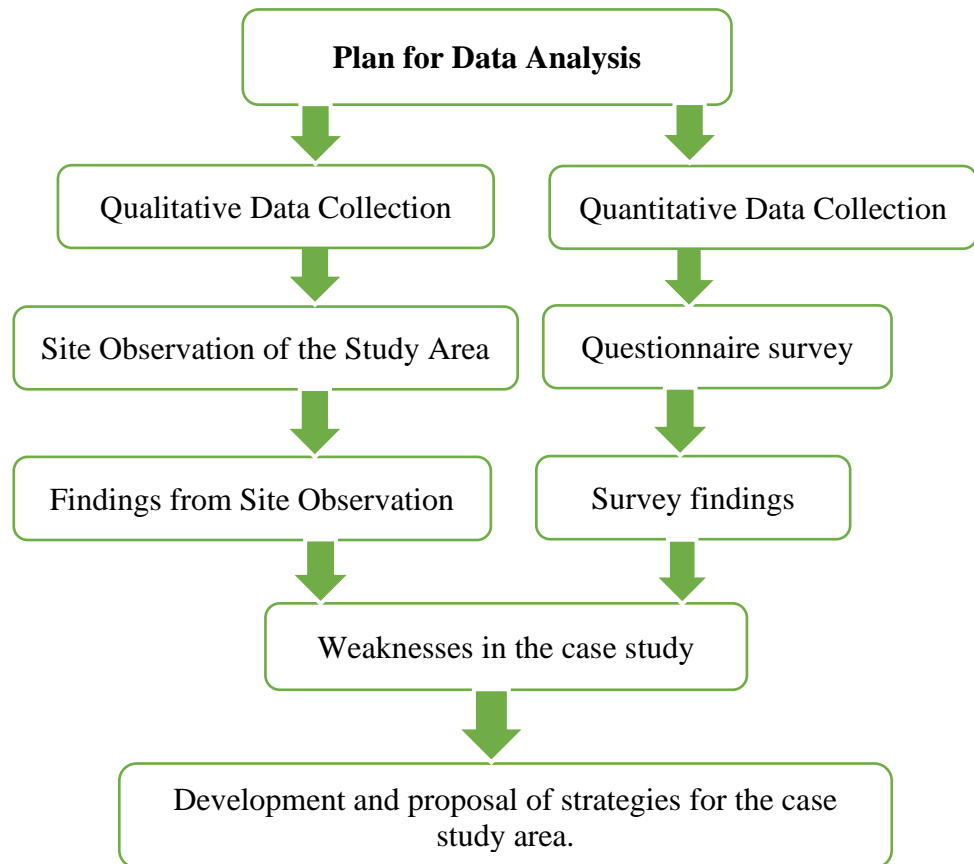 Plan for Data Analysis
Qualitative Data Collection
Quantitative Data Collection
Site Observation of the Study Area
Questionnaire survey
Findings from Site Observation
Survey findings
Weaknesses in the case study
Development and proposal of strategies for the case
study area.